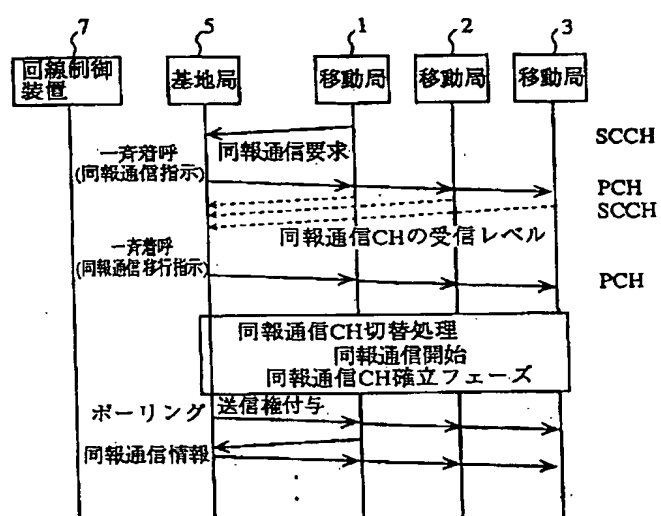 7
5
1
2
3
回線制御
装置
基地局
移動局
移動局
移動局
同報通信要求
SCCH
一斉着呼
(同報通信指示)
PCH
SCCH
同報通信CHの受信レベル
一斉着呼
(同報通信移行指示)
PCH
同報通信CH切替処理
同報通信開始
同報通信CH確立フェーズ
ポーリング
送信権付与
同報通信情報